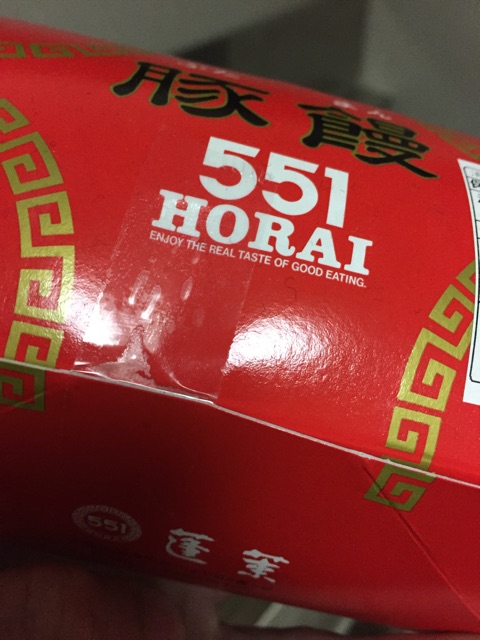 豚饅
551
HORAI
ENJOY THE REAL TASTE OF GOOD EATING.
551
蓬莱